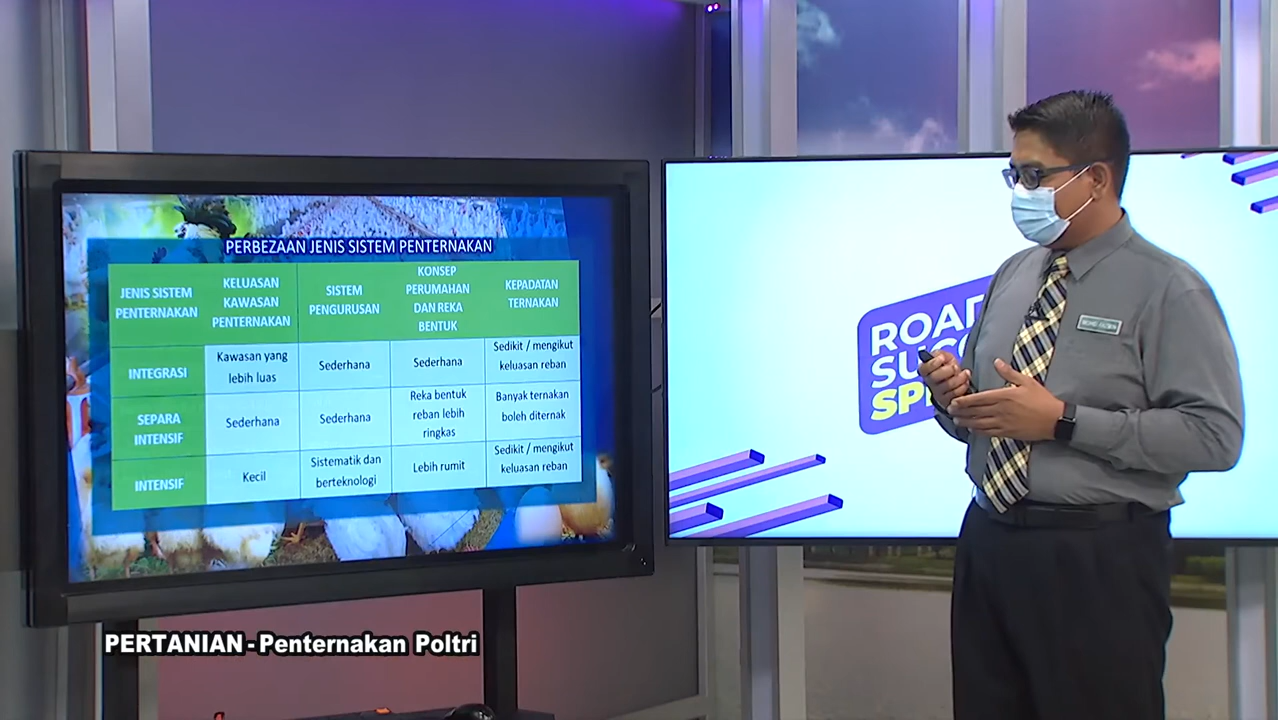 PERBEZAAN JENIS SISTEM PENTERNAKAN
JENIS SISTEM
PENTERNAKAN
KELUASAN
KAWASAN
PENTERNAKAN
SISTEM
PENGURUSAN
KONSEP
PERUMAHAN
DAN REKA
BENTUK
KEPADATAN
TERNAKAN
INTEGRASI
Kawasan yang
lebih luas
Sederhana
Sederhana
Sedikit / mengikut
keluasan reban
SEPARA
INTENSIF
Sederhana
Sederhana
Reka bentuk
reban lebih
ringkas
Banyak ternakan
boleh diternak
INTENSIF
Kecil
Sistematik dan
berteknologi
Lebih rumit
Sedikit / mengikut
keluasan reban
ROAD
SUCC
SP
MOHD
PERTANIAN - Penternakan Poltri